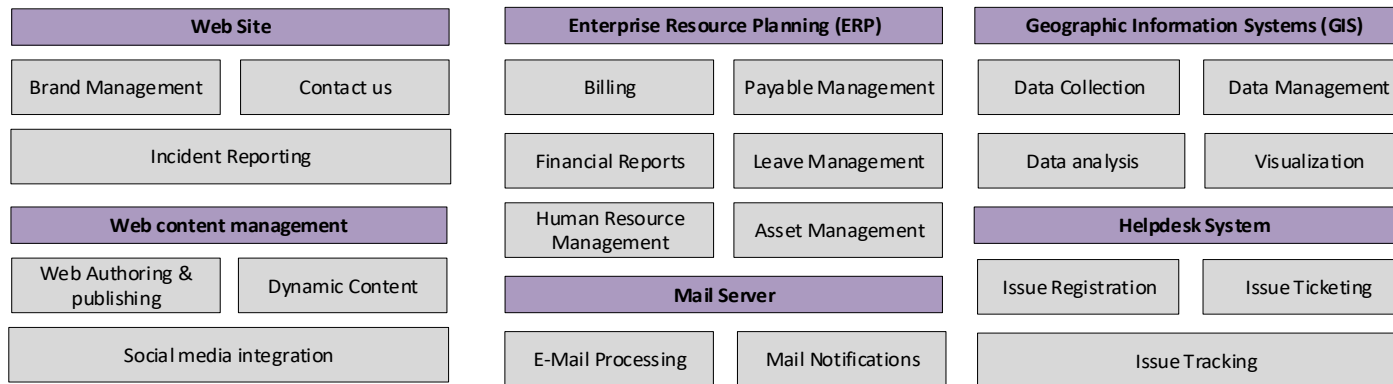 Web Site
Brand Management
Contact us
Incident Reporting
Web content management
Web Authoring &
publishing
Dynamic Content
Social media integration
Enterprise Resource Planning (ERP)
Billing
Payable Management
Financial Reports
Leave Management
Human Resource
Management
Asset Management
Mail Server
E-Mail Processing
Mail Notifications
Geographic Information Systems (GIS)
Data Collection
Data Management
Data analysis
Visualization
Helpdesk System
Issue Registration
Issue Ticketing
Issue Tracking